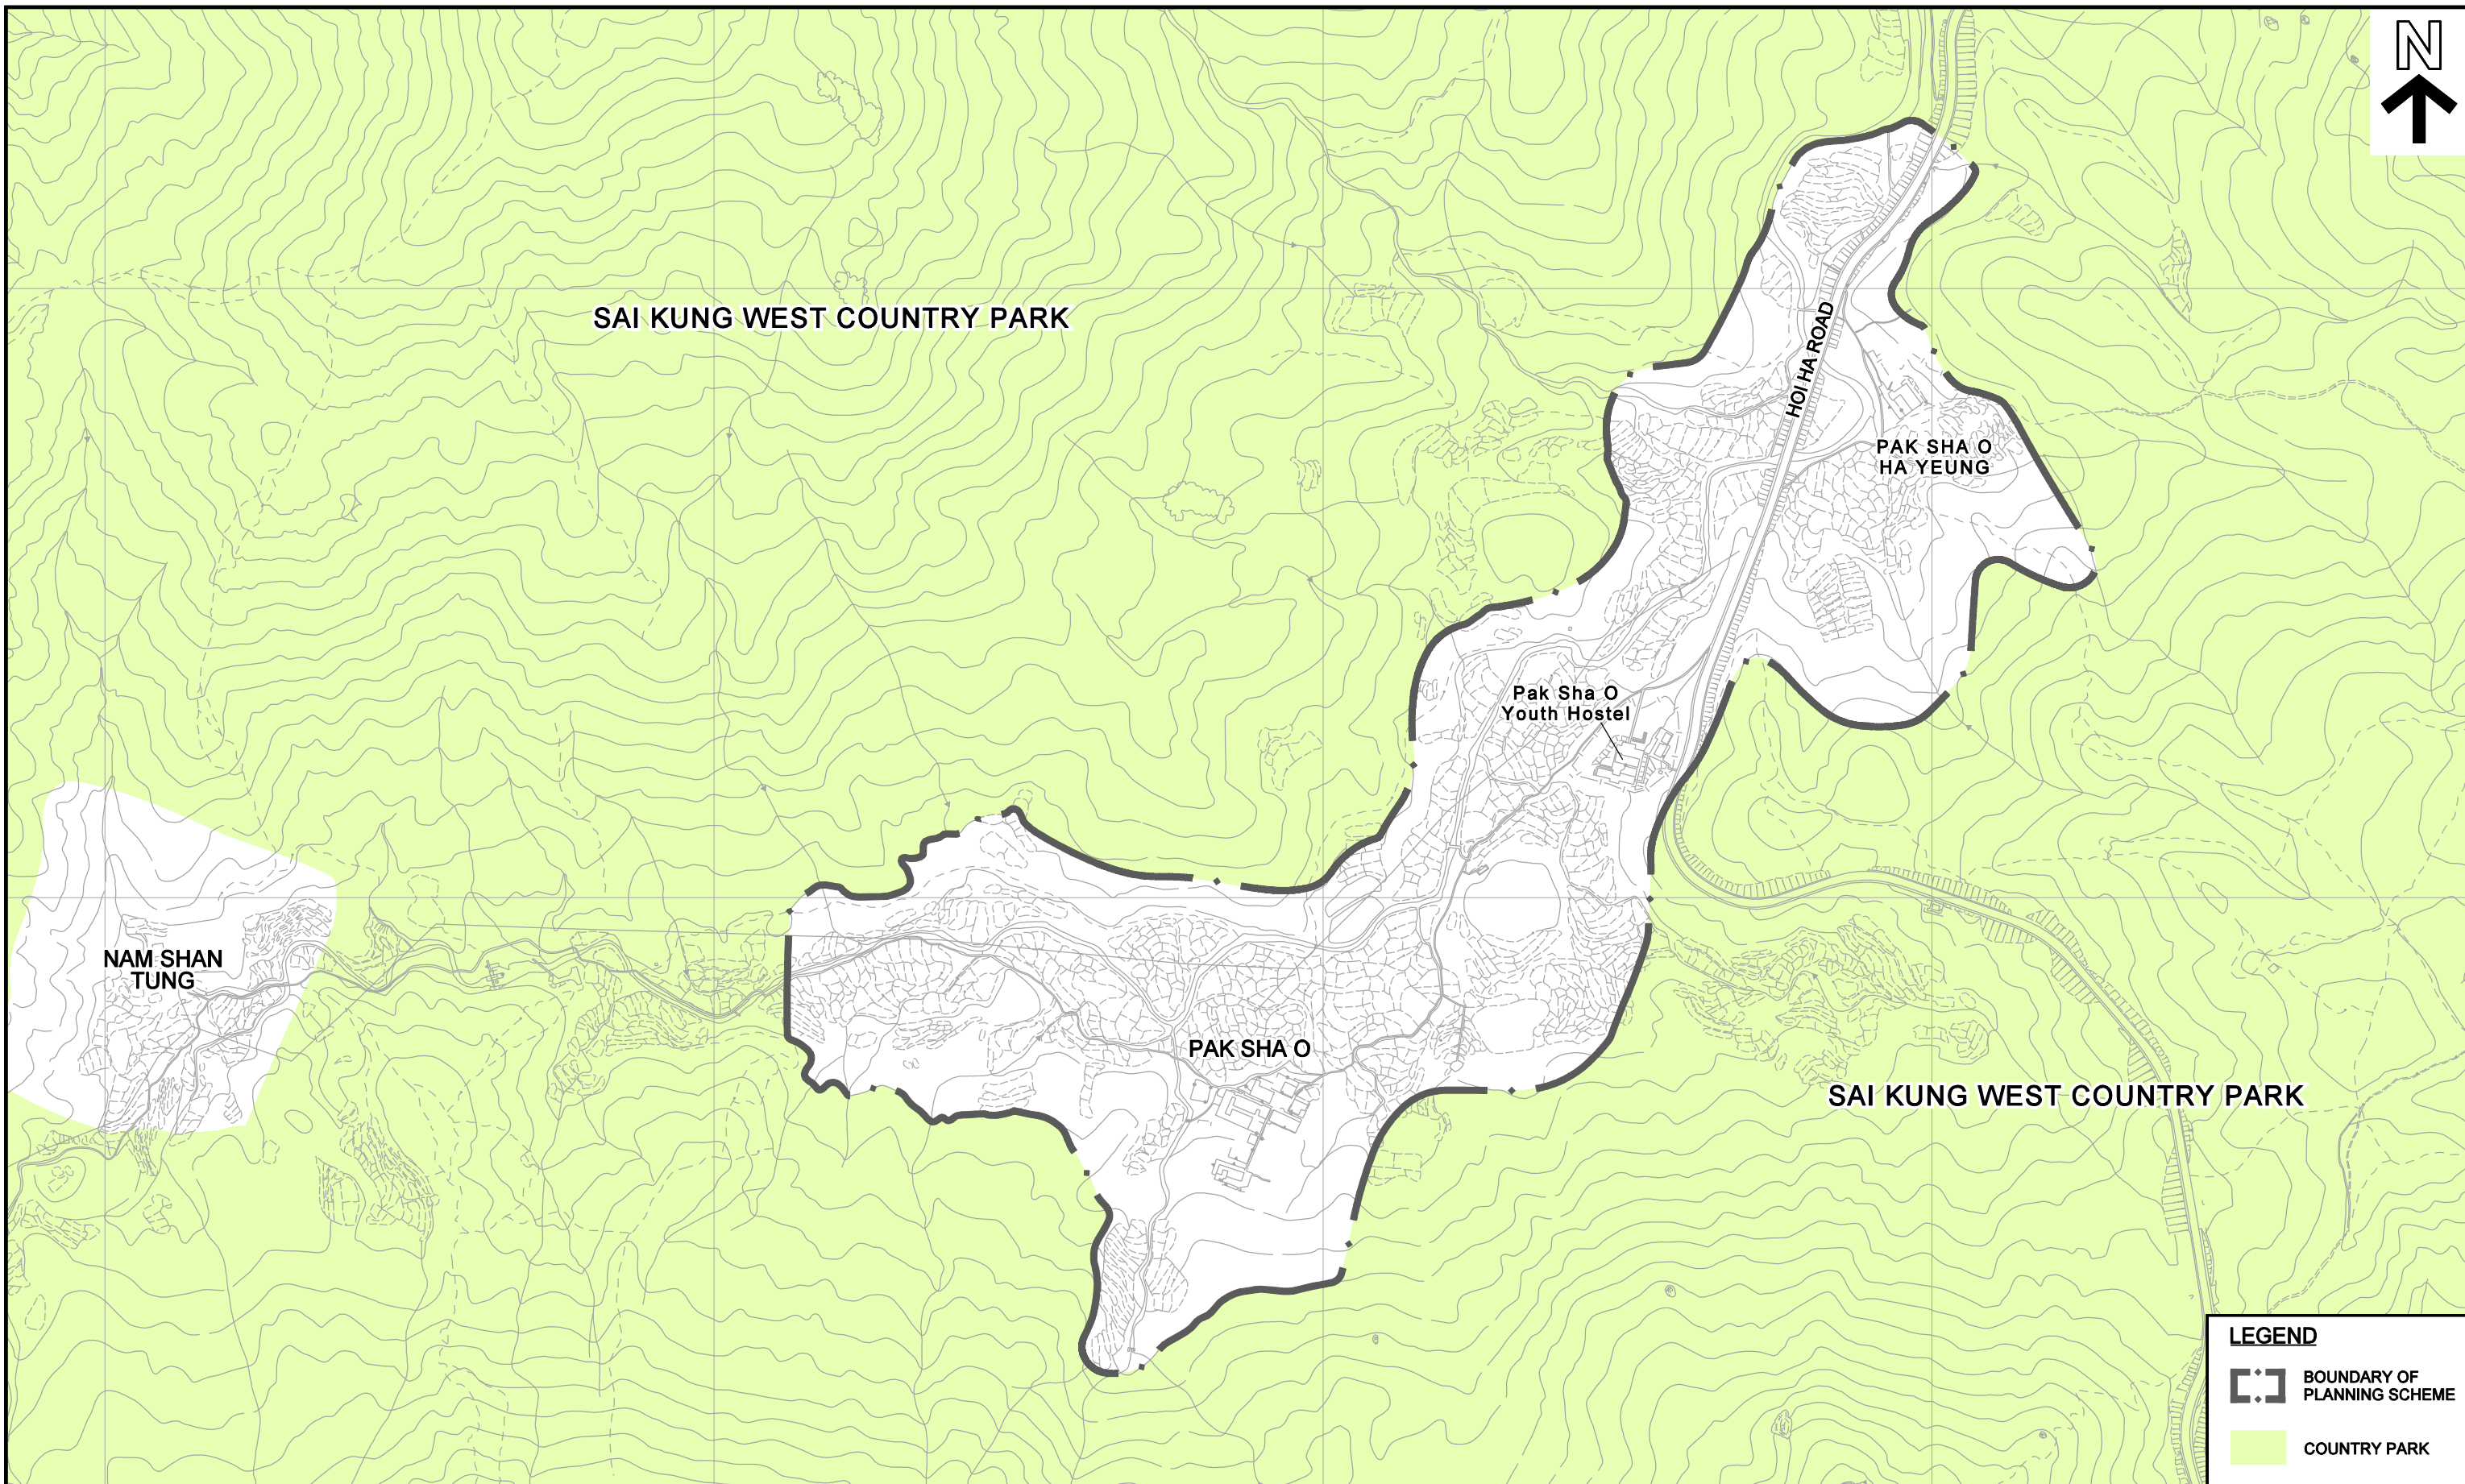 N
SAI KUNG WEST COUNTRY PARK
HOI HA ROAD
PAK SHA O
HA YEUNG
Pak Sha O
Youth Hostel
NAM SHAN
TUNG
PAK SHA O
SAI KUNG WEST COUNTRY PARK
LEGEND
BOUNDARY OF
PLANNING SCHEME
COUNTRY PARK